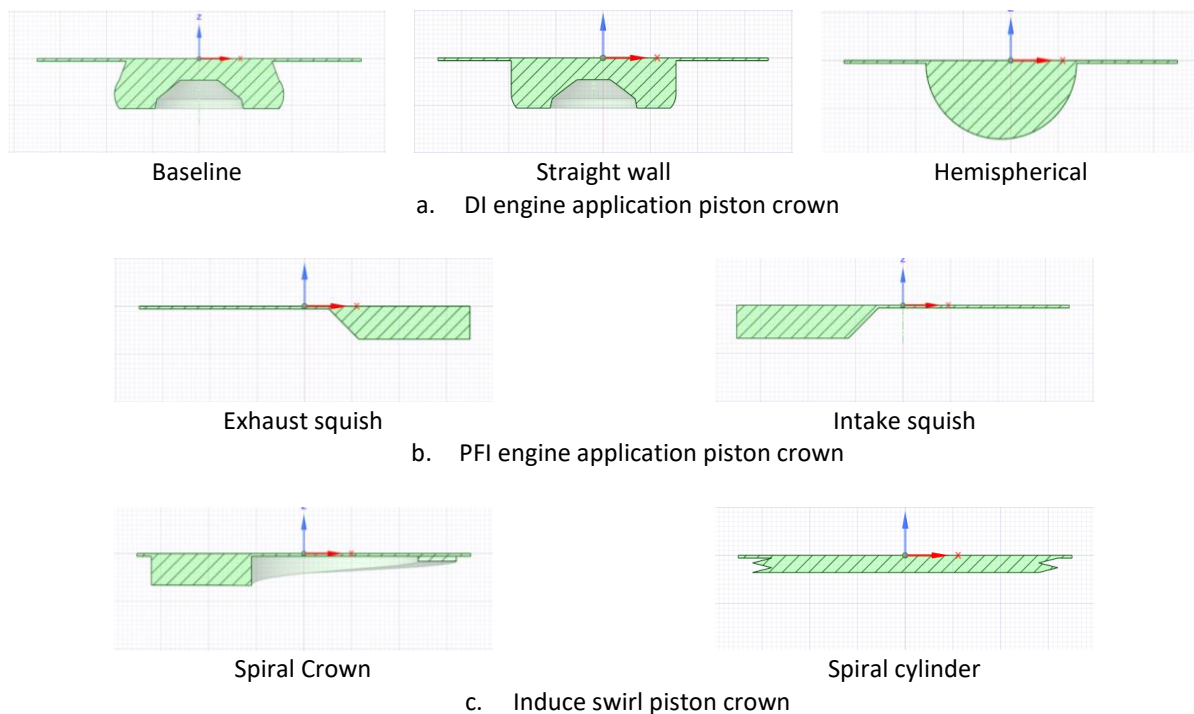 z
x
x
x
Baseline Straight wall Hemispherical
a. DI engine application piston crown
x
z
x
Exhaust squish Intake squish
b. PFI engine application piston crown
x
x
Spiral Crown Spiral cylinder
c. Induce swirl piston crown